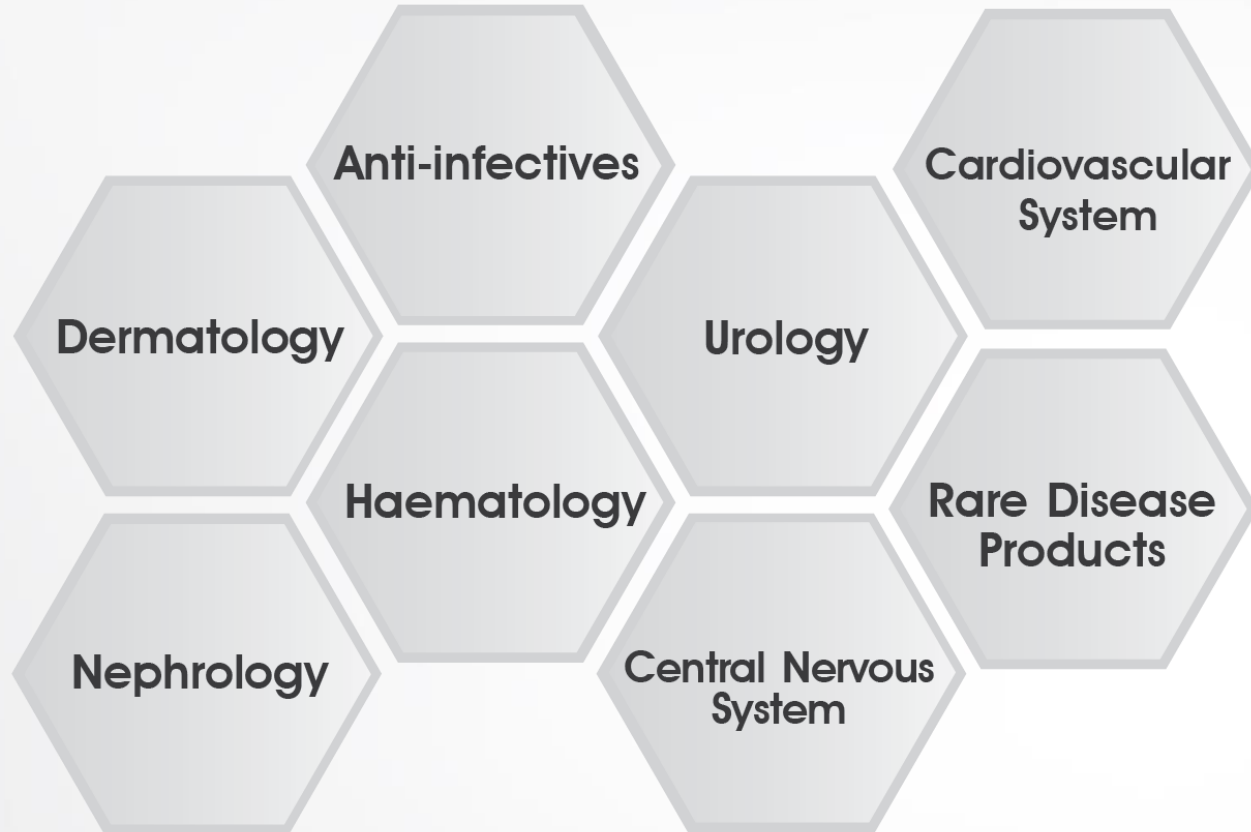 Anti-infectives
Cardiovascular
System
Dermatology
Urology
Haematology
Rare Disease
Products
Nephrology
Central Nervous
System